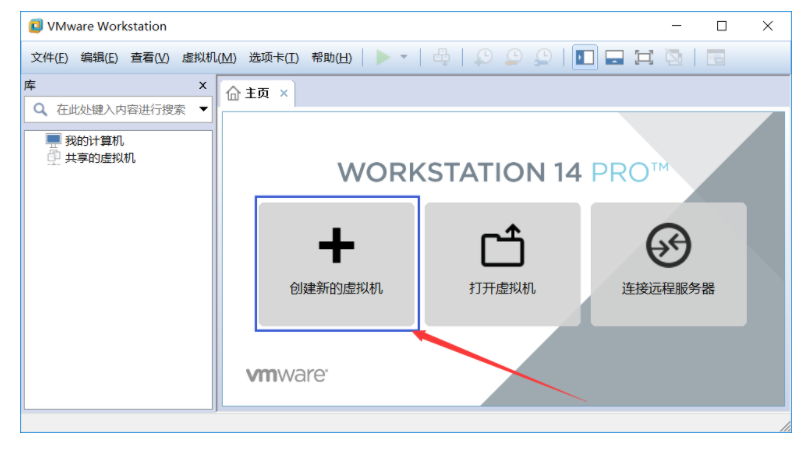 VMware Workstation
文件(F) 编辑(E) 查看(V) 虚拟机(M) 选项卡(T) 帮助(H)
库
在此处键入内容进行搜索
我的计算机
共享的虚拟机
主页
WORKSTATION 14 PRO™
创建新的虚拟机
打开虚拟机
连接远程服务器
vmware